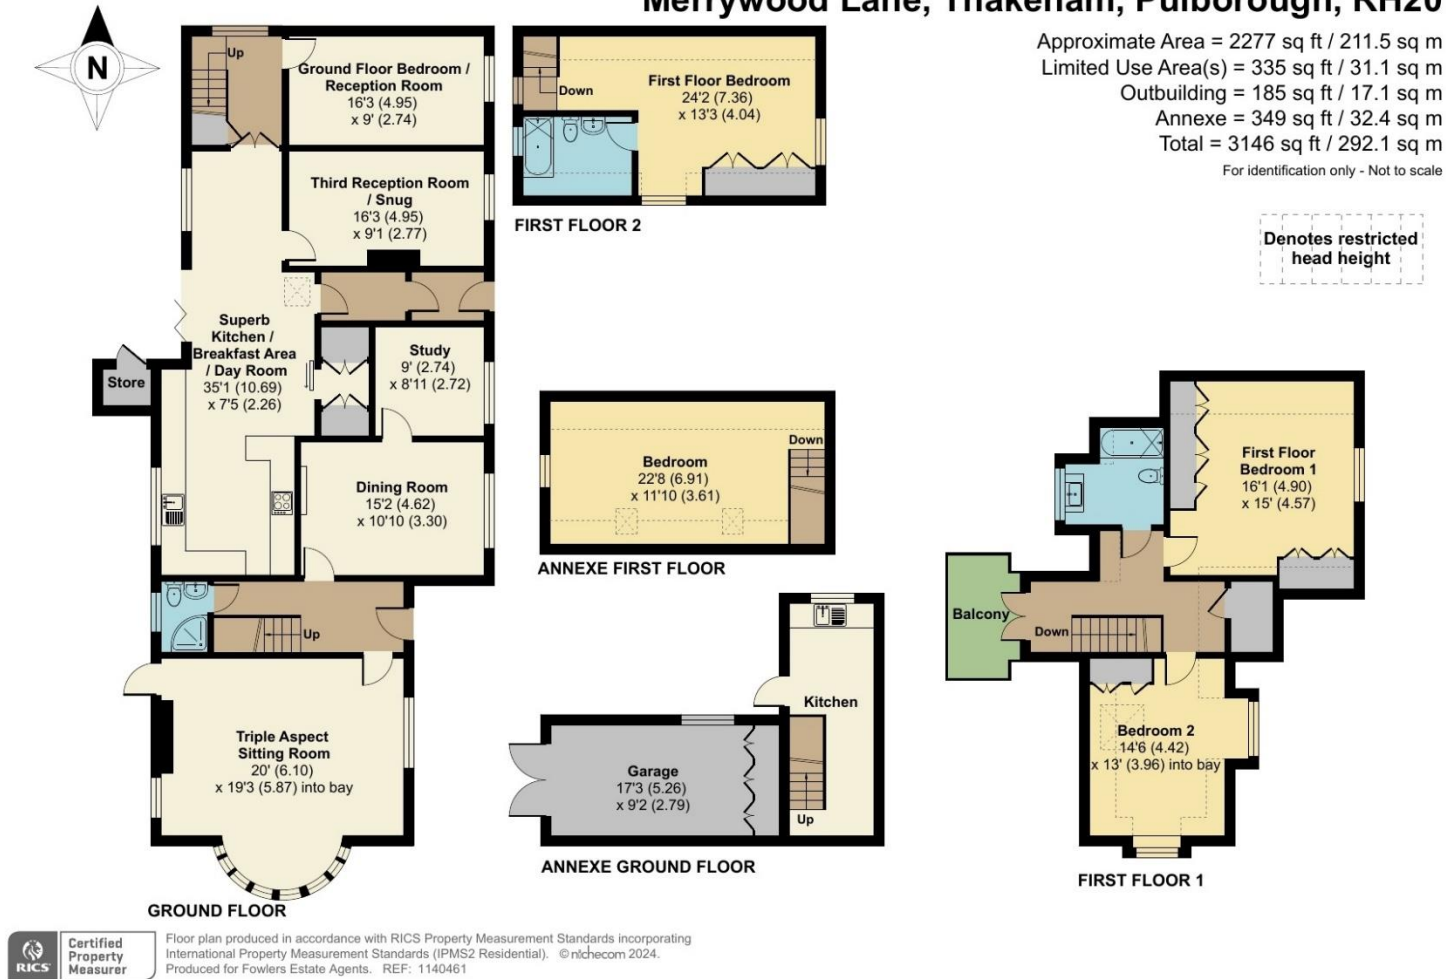 Merrywood Lane, Thakeham, Pulborough, RH20
Approximate Area = 2277 sq ft / 211.5 sq m
Limited Use Area(s) = 335 sq ft / 31.1 sq m
Outbuilding = 185 sq ft / 17.1 sq m
Annexe = 349 sq ft / 32.4 sq m
Total = 3146 sq ft / 292.1 sq m
For identification only - Not to scale
Denotes restricted
head height
N
Up
Ground Floor Bedroom /
Reception Room
16'3 (4.95)
x 9' (2.74)
Third Reception Room
/ Snug
16'3 (4.95)
x 9'1 (2.77)
Superb
Kitchen /
Breakfast Area
/ Day Room
35'1 (10.69)
x 7'5 (2.26)
Store
Study
9' (2.74)
x 8'11 (2.72)
Dining Room
15'2 (4.62)
x 10'10 (3.30)
Up
Triple Aspect
Sitting Room
20' (6.10)
x 19'3 (5.87) into bay
GROUND FLOOR
Down
First Floor Bedroom
24'2 (7.36)
x 13'3 (4.04)
FIRST FLOOR 2
Down
Bedroom
22'8 (6.91)
x 11'10 (3.61)
ANNEXE FIRST FLOOR
Kitchen
Up
Garage
17'3 (5.26)
x 9'2 (2.79)
ANNEXE GROUND FLOOR
First Floor
Bedroom 1
16'1 (4.90)
x 15' (4.57)
Balcony
Down
Bedroom 2
14'6 (4.42)
x 13' (3.96) into bay
FIRST FLOOR 1
RICS
Certified
Property
Measurer
Floor plan produced in accordance with RICS Property Measurement Standards incorporating
International Property Measurement Standards (IPMS2 Residential). © nichecom 2024.
Produced for Fowlers Estate Agents. REF: 1140461